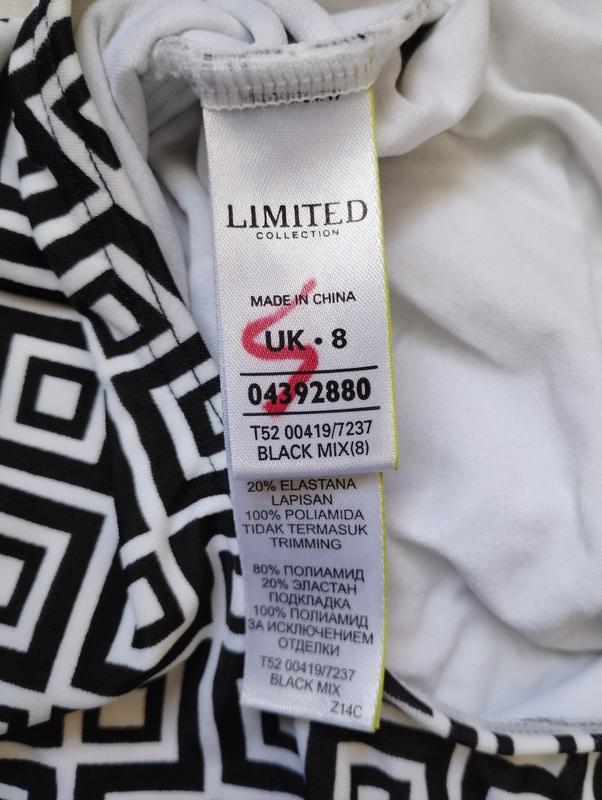 LIMITED
COLLECTION
MADE IN CHINA
UK • 8
04392880
T52 00419/7237
BLACK MIX(8)
20% ELASTANA
LAPISAN
100% POLIAMIDA
TIDAK TERMASUK
TRIMMING
80% ПОЛИАМИД
20% ЭЛАСТАН
ПОДКЛАДКА
100% ПОЛИАМИД
ЗА ИСКЛЮЧЕНИЕМ
ОТДЕЛКИ
T52 00419/7237
BLACK MIX
Z14C